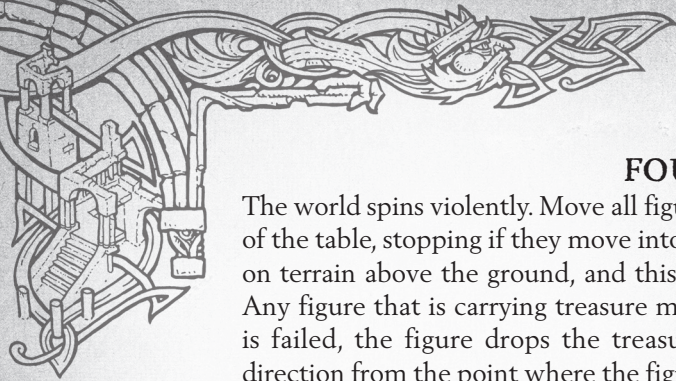 FOU
The world spins violently. Move all figu
of the table, stopping if they move into
on terrain above the ground, and this
Any figure that is carrying treasure m
is failed, the figure drops the treasu
direction from the point where the figu